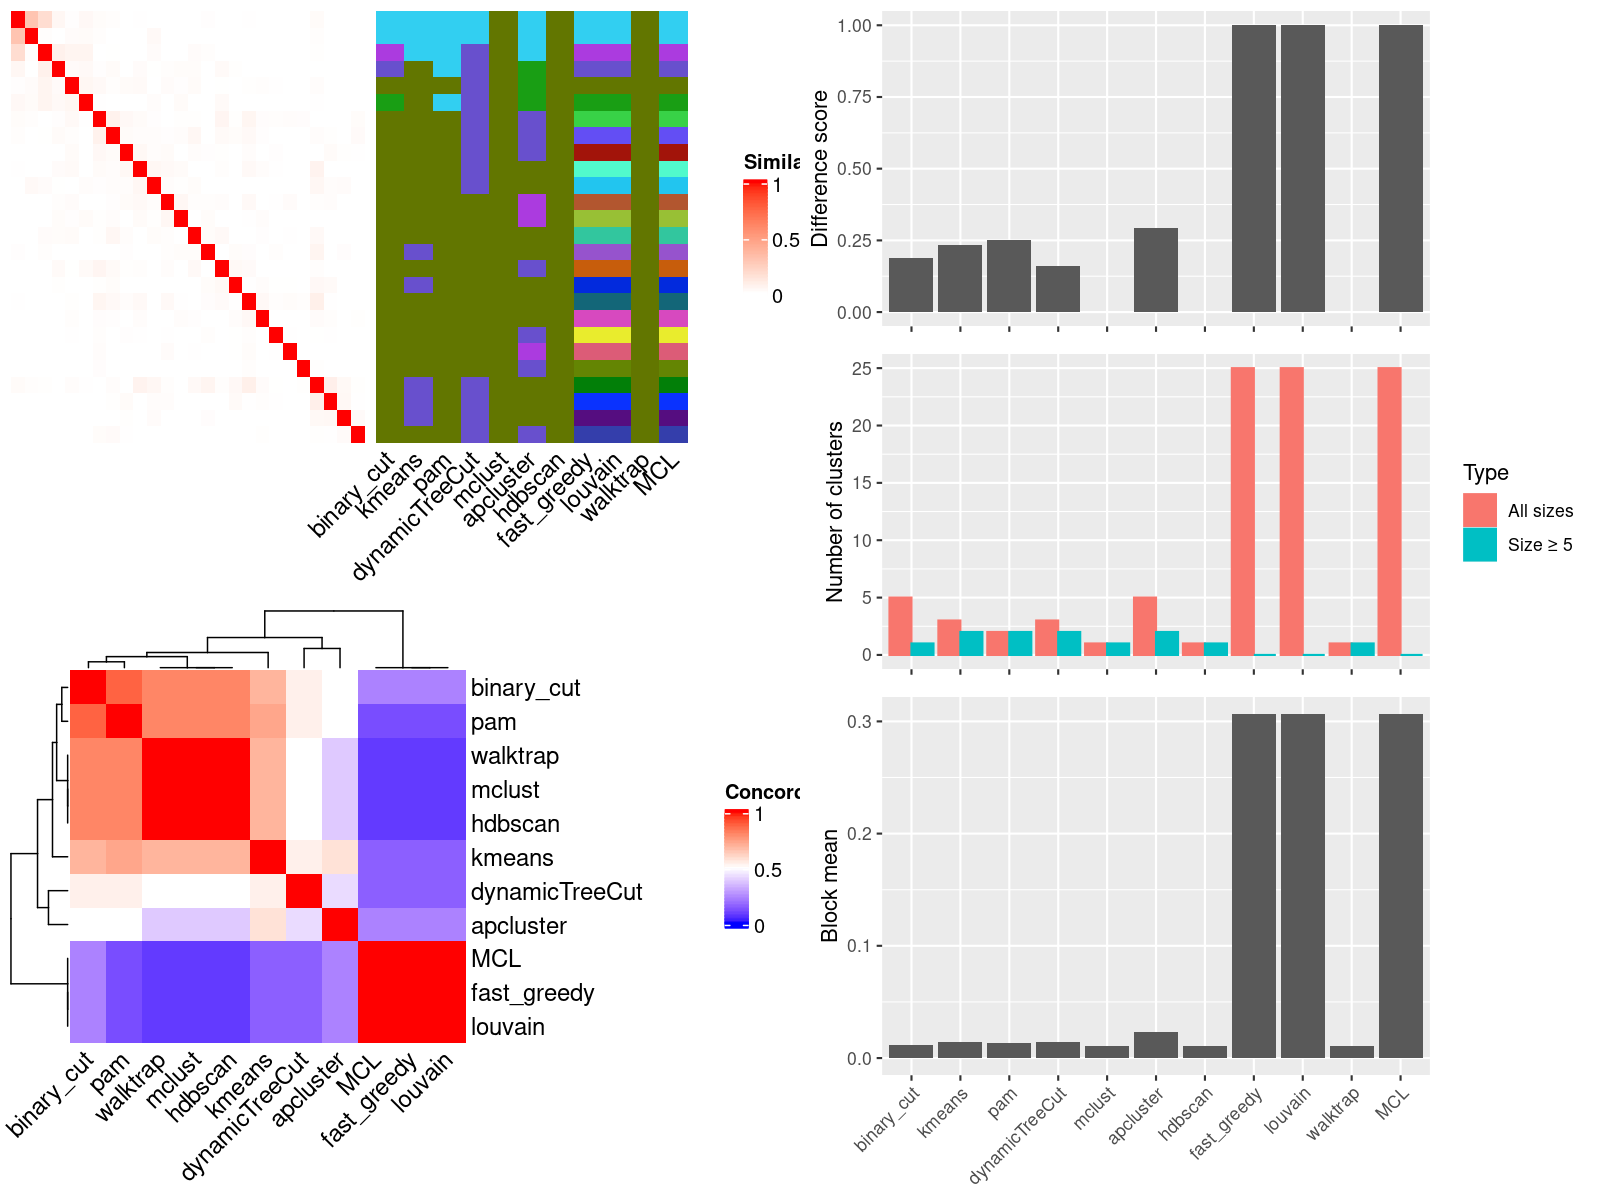 Simila
1
0.5
0
binary_cut
kmeans
pam
dynamicTreeCut
mclust
apcluster
hdbscan
fast_greedy
louvain
walktrap
MCL
binary_cut
pam
walktrap
mclust
hdbscan
kmeans
dynamicTreeCut
apcluster
MCL
fast_greedy
louvain
Concord
1
0.5
0
binary_cut
pam
walktrap
mclust
hdbscan
kmeans
dynamicTreeCut
apcluster
MCL
fast_greedy
louvain
Difference score
1.00
0.75
0.50
0.25
0.00
Number of clusters
25
20
15
10
5
0
Type
All sizes
Size ≥ 5
Block mean
0.3
0.2
0.1
0.0
binary_cut
kmeans
pam
dynamicTreeCut
mclust
apcluster
hdbscan
fast_greedy
louvain
walktrap
MCL